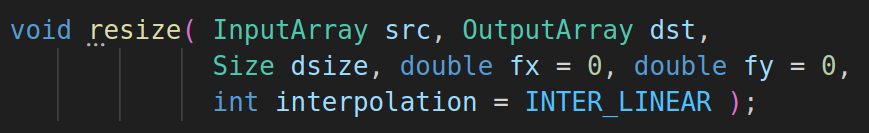 void resize( InputArray src, OutputArray dst,
Size dsize, double fx = 0, double fy = 0,
int interpolation = INTER_LINEAR );